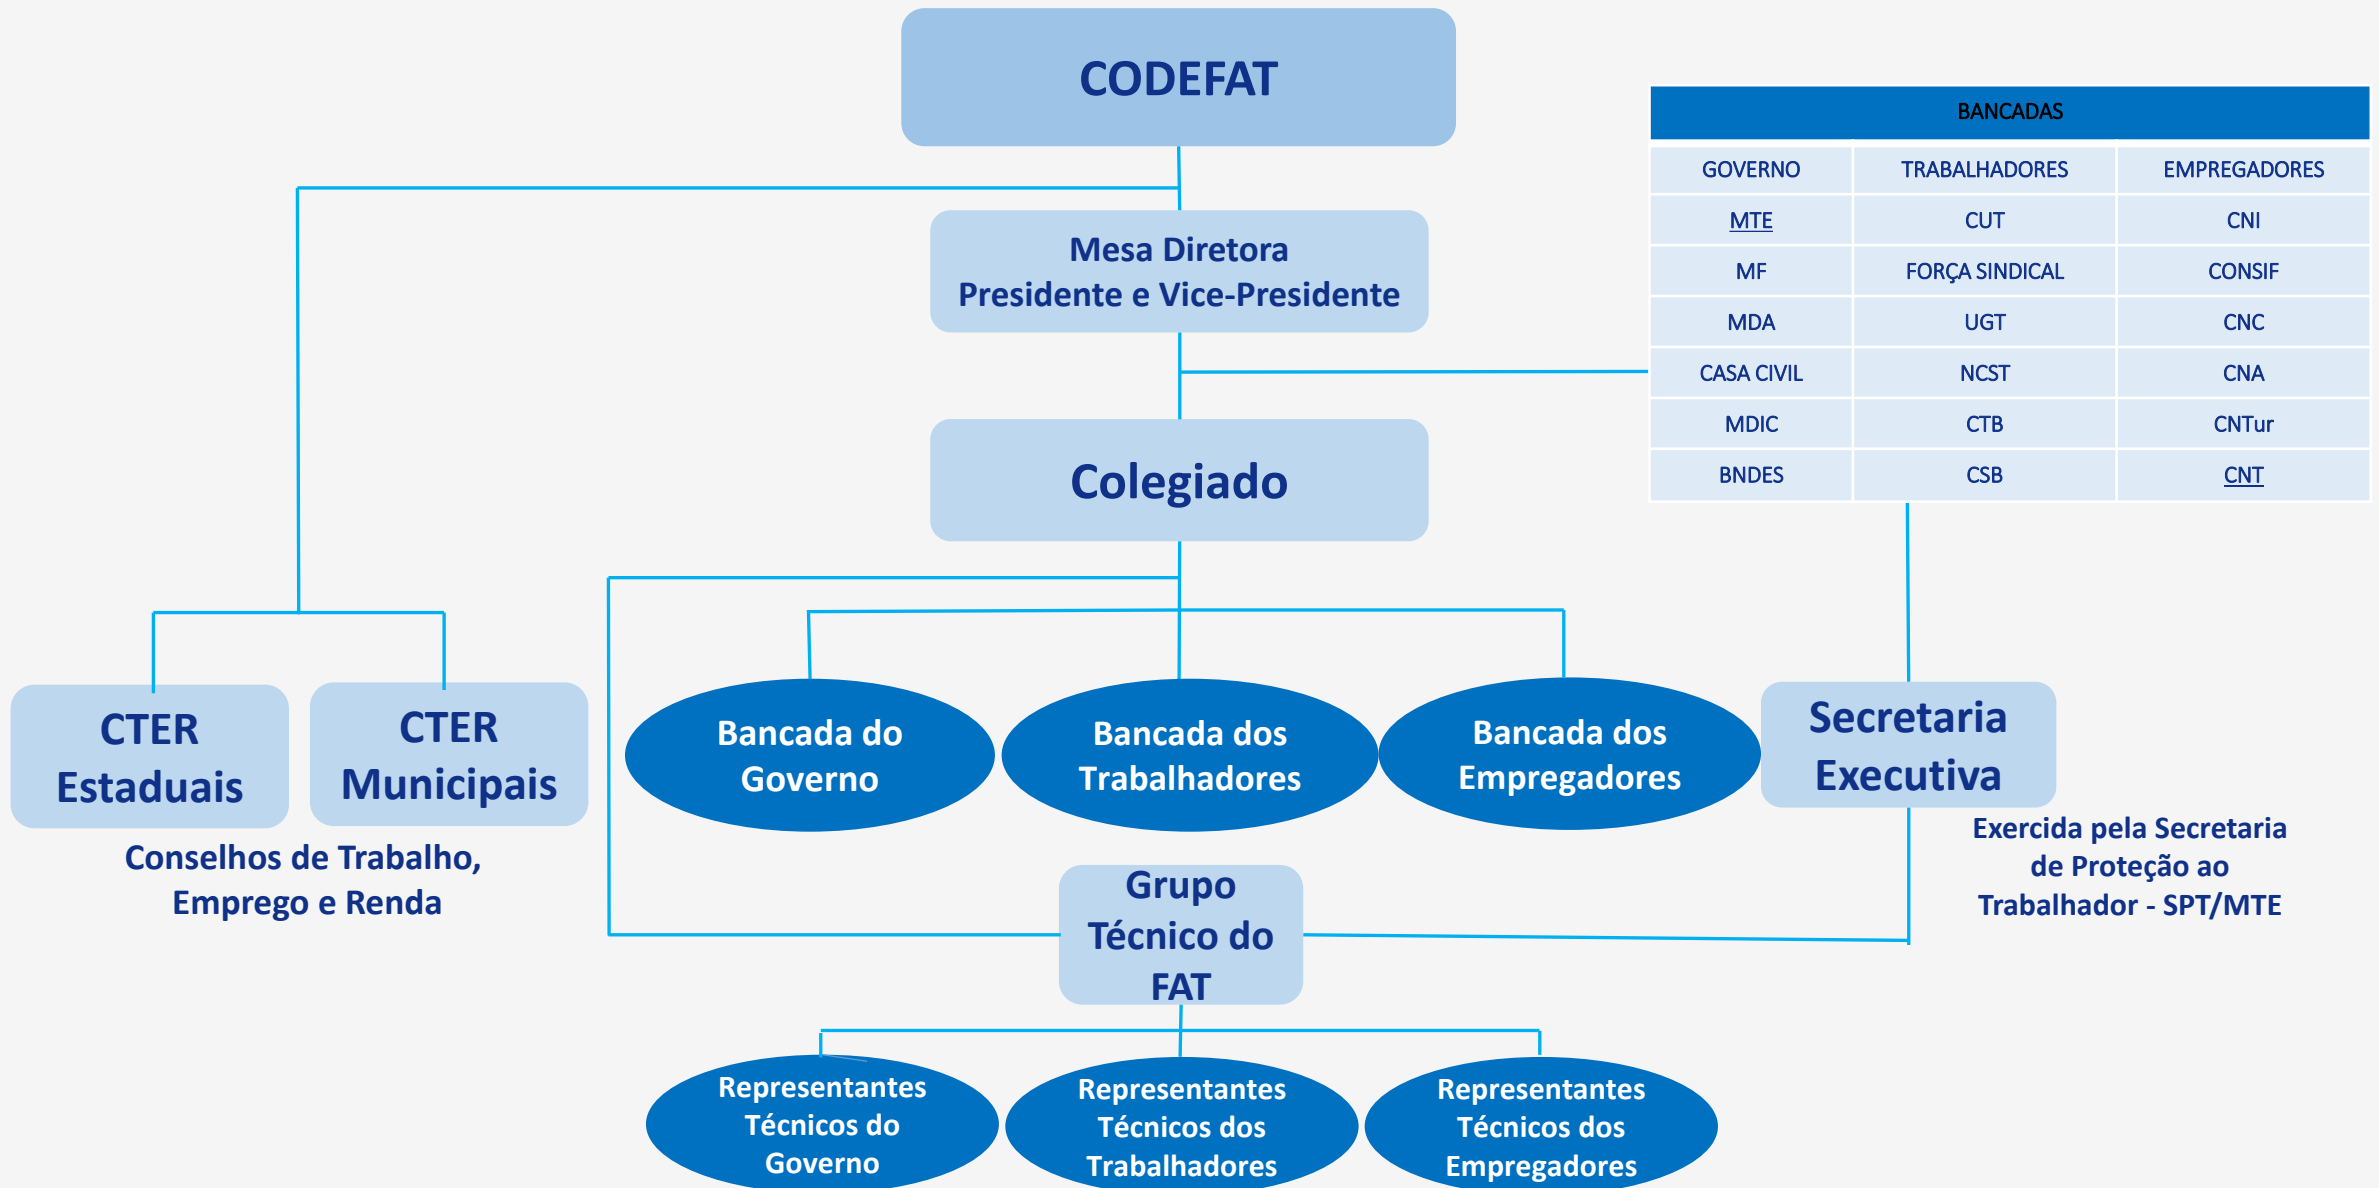 CODEFAT
BANCADAS
GOVERNO TRABALHADORES EMPREGADORES
MTE CUT CNI
MF FORÇA SINDICAL CONSIF
MDA UGT CNC
CASA CIVIL NCST CNA
MDIC CTB CNTur
BNDES CSB CNT
Mesa Diretora
Presidente e Vice-Presidente
Colegiado
CTER
Estaduais
CTER
Municipais
Conselhos de Trabalho,
Emprego e Renda
Bancada do
Governo
Bancada dos
Trabalhadores
Bancada dos
Empregadores
Secretaria
Executiva
Exercida pela Secretaria
de Proteção ao
Trabalhador - SPT/MTE
Grupo
Técnico do
FAT
Representantes
Técnicos do
Governo
Representantes
Técnicos dos
Trabalhadores
Representantes
Técnicos dos
Empregadores